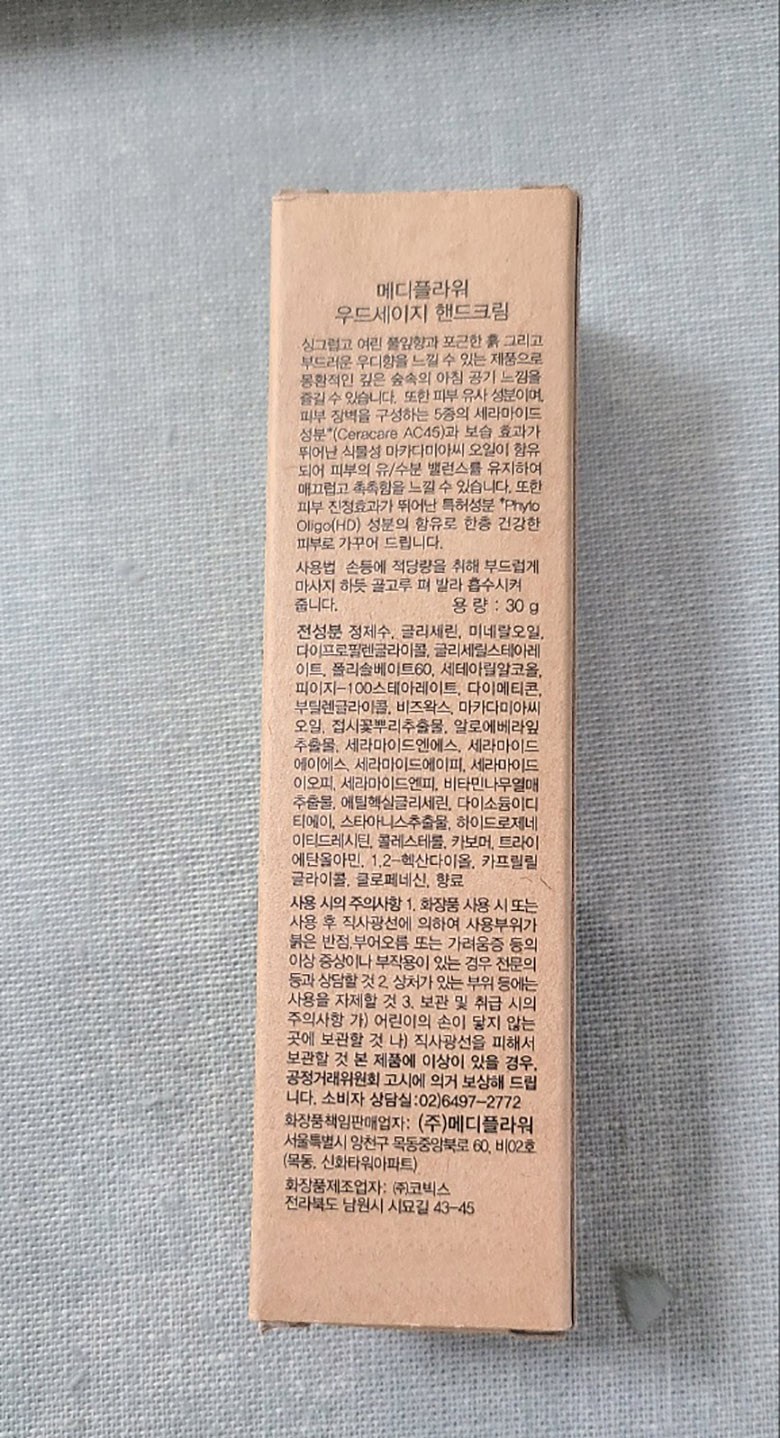 메디플라워
우드세이지 핸드크림
싱그럽고 여린 풀잎향과 포근한 흙 그리고
부드러운 우디향을 느낄 수 있는 제품으로
몽환적인 깊은 숲속의 아침 공기 느낌을
즐길 수 있습니다. 또한 피부 유사 성분이며,
피부 장벽을 구성하는 5종의 세라마이드
성분*(Ceracare AC45)과 보습 효과가
뛰어난 식물성 마카다미아씨 오일이 함유
되어 피부의 유/수분 밸런스를 유지하여
매끄럽고 촉촉함을 느낄 수 있습니다. 또한
피부 진정효과가 뛰어난 특허성분 *Phyto
Oligo(HD) 성분의 함유로 한층 건강한
피부로 가꾸어 드립니다.
사용법 손등에 적당량을 취해 부드럽게
마사지 하듯 골고루 펴 발라 흡수시켜
줍니다. 용 량 : 30 g
전성분 정제수, 글리세린, 미네랄오일,
다이프로필렌글라이콜, 글리세릴스테아레
이트, 폴리솔베이트60, 세테아릴알코올,
피이지-100스테아레이트, 다이메티콘,
부틸렌글라이콜, 비즈왁스, 마카다미아씨
오일, 접시꽃뿌리추출물, 알로에베라잎
추출물, 세라마이드엔에스, 세라마이드
에이에스, 세라마이드에이피, 세라마이드
이오피, 세라마이드엔피, 비타민나무열매
추출물, 에틸헥실글리세린, 다이소듐이디
티에이, 스타아니스추출물, 하이드로제네
이티드레시틴, 콜레스테롤, 카보머, 트라이
에탄올아민, 1,2-헥산다이올, 카프릴릴
글라이콜, 클로페네신, 향료
사용 시의 주의사항 1. 화장품 사용 시 또는
사용 후 직사광선에 의하여 사용부위가
붉은 반점,부어오름 또는 가려움증 등의
이상 증상이나 부작용이 있는 경우 전문의
등과 상담할 것 2. 상처가 있는 부위 등에는
사용을 자제할 것 3. 보관 및 취급 시의
주의사항 가) 어린이의 손이 닿지 않는
곳에 보관할 것 나) 직사광선을 피해서
보관할 것 본 제품에 이상이 있을 경우,
공정거래위원회 고시에 의거 보상해 드립
니다. 소비자 상담실:02)6497-2772
화장품책임판매업자: (주)메디플라워
서울특별시 양천구 목동중앙북로 60, 비02호
(목동, 신화타워아파트)
화장품제조업자: ㈜코빅스
전라북도 남원시 시묘길 43-45